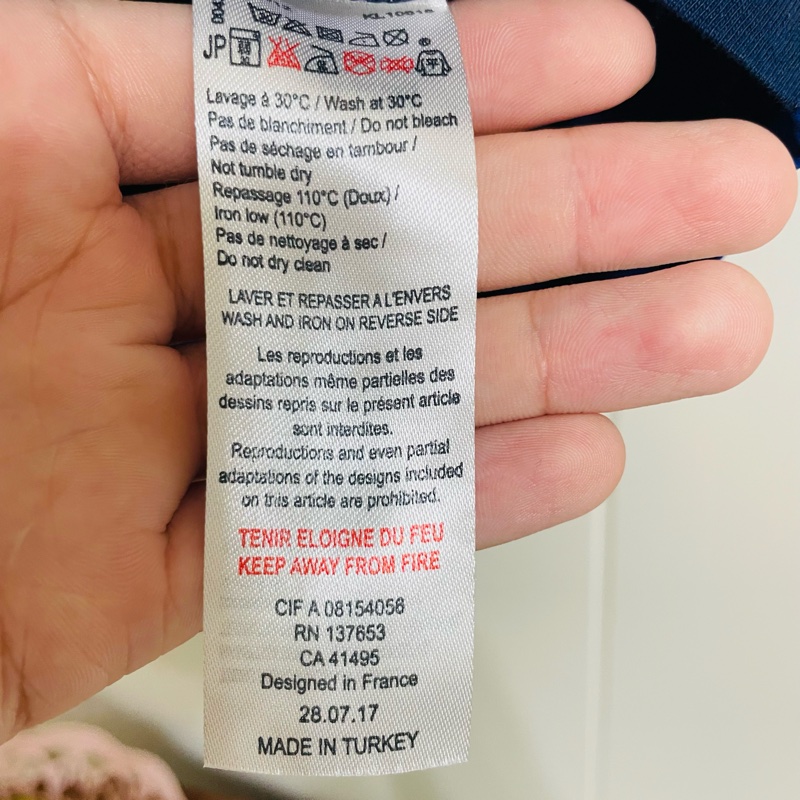 JP
Lavage à 30°C / Wash at 30°C
Pas de blanchiment / Do not bleach
Pas de séchage en tambour /
Not tumble dry
Repassage 110°C (Doux) /
Iron low (110°C)
Pas de nettoyage à sec /
Do not dry clean
LAVER ET REPASSER A L'ENVERS
WASH AND IRON ON REVERSE SIDE
Les reproductions et les
adaptations même partielles des
dessins repris sur le présent article
sont interdites.
Reproductions and even partial
adaptations of the designs included
on this article are prohibited.
TENIR ELOIGNE DU FEU
KEEP AWAY FROM FIRE
CIF A 08154056
RN 137653
CA 41495
Designed in France
28.07.17
MADE IN TURKEY